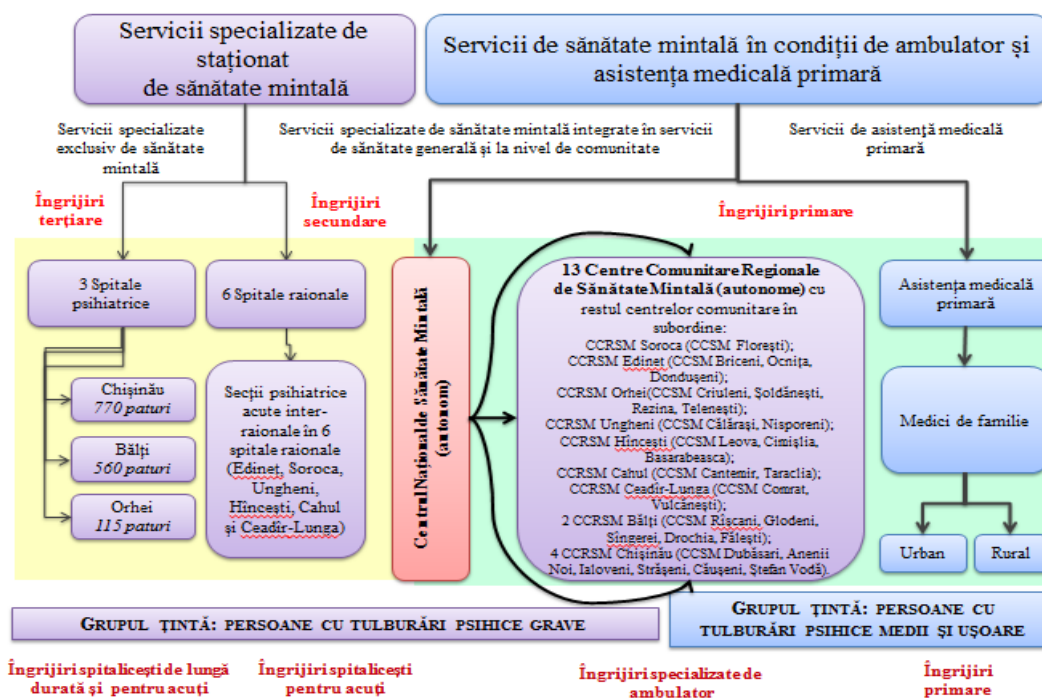 Servicii specializate de
staționat
de sănătate mintală
Servicii de sănătate mintală în condiții de ambulator și
asistența medicală primară
Servicii specializate
exclusiv de sănătate
mintală
Servicii specializate de sănătate mintală integrate în servicii
de sănătate generală și la nivel de comunitate
Servicii de asistență medicală
primară
Îngrijiri
terțiare
Îngrijiri
secundare
Îngrijiri primare
3 Spitale
psihiatrice
6 Spitale raionale
Chișinău
770 paturi
Bălți
560 paturi
Orhei
115 paturi
Secții psihiatrice
acute inter-
raionale în 6
spitale raionale
(Edineț, Soroca,
Ungheni,
Hîncești, Cahul
și Ceadîr-Lunga)
Centrul Național de Sănătate Mintală
(autonom)
13 Centre Comunitare Regionale
de Sănătate Mintală (autonome) cu
restul centrelor comunitare în
subordine:
CCRSM Soroca (CCSM Florești);
CCRSM Edineț (CCSM Briceni, Ocnița,
Dondușeni);
CCRSM Orhei(CCSM Criuleni, Șoldănești,
Rezina, Telenești);
CCRSM Ungheni (CCSM Călărași, Nisporeni);
CCRSM Hîncești (CCSM Leova, Cimișlia,
Basarabeasca);
CCRSM Cahul (CCSM Cantemir, Taraclia);
CCRSM Ceadîr-Lunga (CCSM Comrat,
Vulcănești);
2 CCRSM Bălți (CCSM Rîșcani, Glodeni,
Sîngerei, Drochia, Fălești);
4 CCRSM Chișinău (CCSM Dubăsari, Anenii
Noi, Ialoveni, Strășeni, Căușeni, Ștefan Vodă).
Asistența medicală
primară
Medici de familie
Urban
Rural
GRUPUL ȚINTĂ: PERSOANE CU TULBURĂRI PSIHICE GRAVE
GRUPUL ȚINTĂ: PERSOANE CU
TULBURĂRI PSIHICE MEDII ȘI UȘOARE
Îngrijiri spitalicești de lungă
durată și pentru acuți
Îngrijiri spitalicești
pentru acuți
Îngrijiri specializate de
ambulator
Îngrijiri
primare